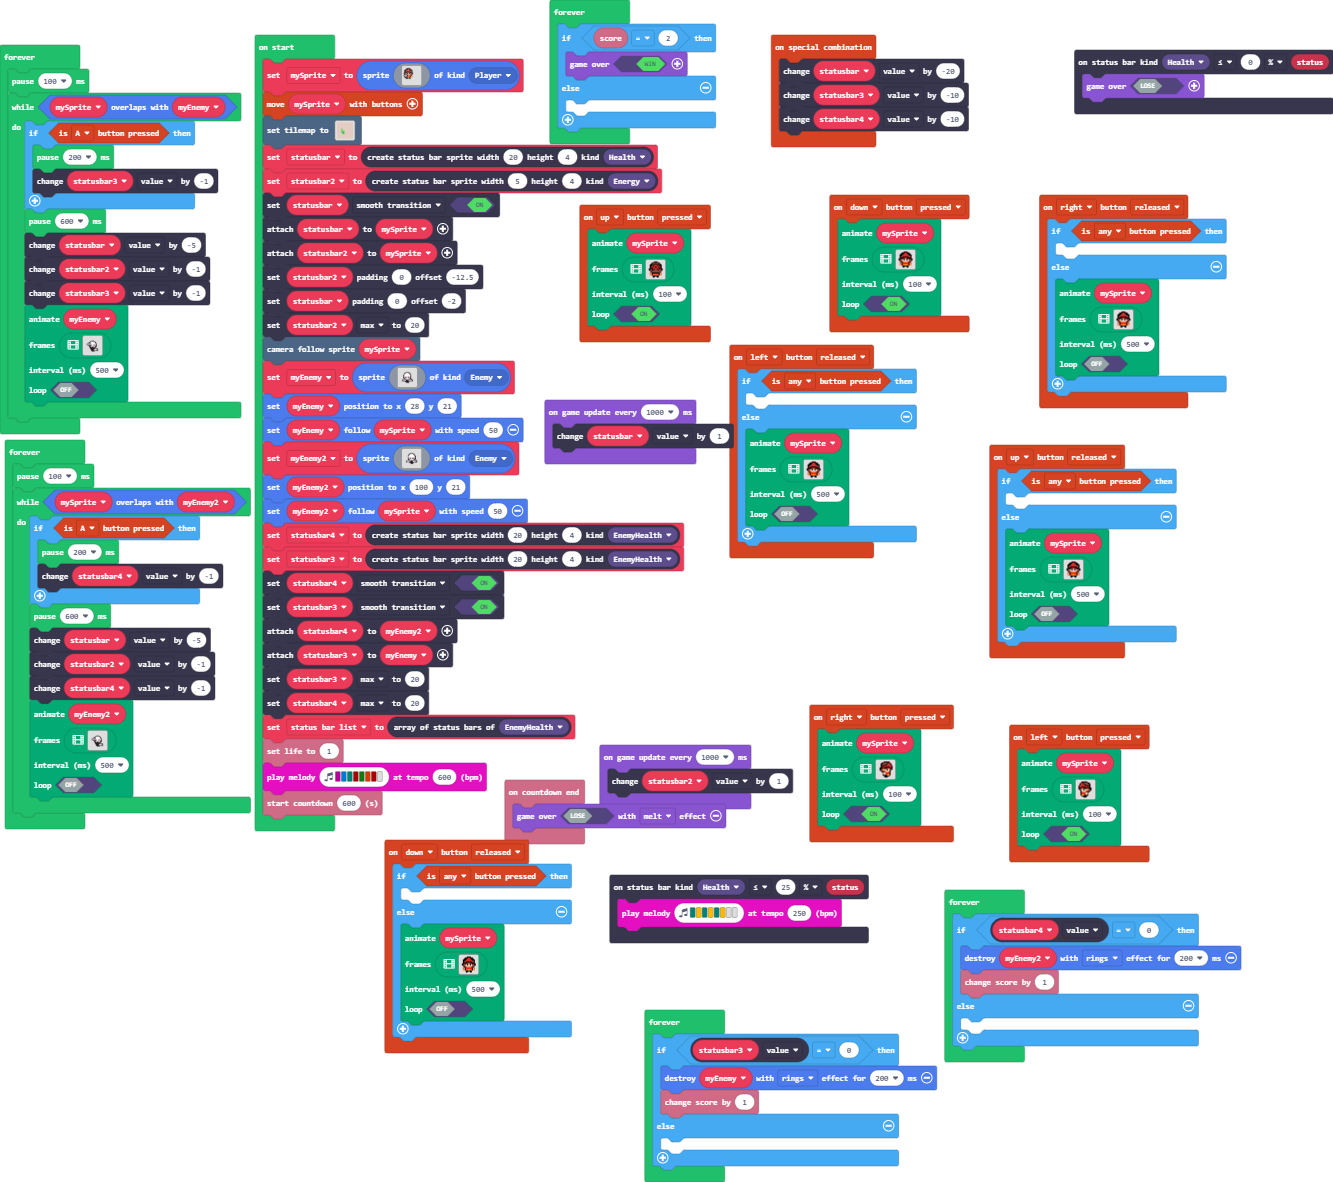 forever
pause 100 ms
while mySprite overlaps with myEnemy
do if is A button pressed then
pause 200 ms
change statusbar3 value by -1
pause 600 ms
change statusbar value by -5
change statusbar2 value by -1
change statusbar3 value by -1
animate myEnemy
frames
interval (ms) 500
loop OFF
forever
pause 100 ms
while mySprite overlaps with myEnemy2
do if is A button pressed then
pause 200 ms
change statusbar4 value by -1
pause 600 ms
change statusbar value by -5
change statusbar2 value by -1
change statusbar4 value by -1
animate myEnemy2
frames
interval (ms) 500
loop OFF
on start
set mySprite to sprite of kind Player
move mySprite with buttons
set tilemap to
set statusbar to create status bar sprite width 20 height 4 kind Health
set statusbar2 to create status bar sprite width 5 height 4 kind Energy
set statusbar smooth transition ON
attach statusbar to mySprite
attach statusbar2 to mySprite
set statusbar2 padding 0 offset -12.5
set statusbar padding 0 offset -2
set statusbar2 max to 20
camera follow sprite mySprite
set myEnemy to sprite of kind Enemy
set myEnemy position to x 28 y 21
set myEnemy follow mySprite with speed 50
set myEnemy2 to sprite of kind Enemy
set myEnemy2 position to x 100 y 21
set myEnemy2 follow mySprite with speed 50
set statusbar4 to create status bar sprite width 20 height 4 kind EnemyHealth
set statusbar3 to create status bar sprite width 20 height 4 kind EnemyHealth
set statusbar4 smooth transition ON
set statusbar3 smooth transition ON
attach statusbar4 to myEnemy2
attach statusbar3 to myEnemy
set statusbar3 max to 20
set statusbar4 max to 20
set status bar list to array of status bars of EnemyHealth
set life to 1
play melody at tempo 600 (bpm)
start countdown 600 (s)
forever
if score = 2 then
game over WIN
else
on special combination
change statusbar value by -20
change statusbar3 value by -10
change statusbar4 value by -10
on status bar kind Health ≤ 0 % status
game over LOSE
on up button pressed
animate mySprite
frames
interval (ms) 100
loop ON
on down button pressed
animate mySprite
frames
interval (ms) 100
loop ON
on right button released
if is any button pressed then
else
animate mySprite
frames
interval (ms) 500
loop OFF
on left button released
if is any button pressed then
else
animate mySprite
frames
interval (ms) 500
loop OFF
on game update every 1000 ms
change statusbar value by 1
on up button released
if is any button pressed then
else
animate mySprite
frames
interval (ms) 500
loop OFF
on game update every 1000 ms
change statusbar2 value by 1
on countdown end
game over LOSE with melt effect
on right button pressed
animate mySprite
frames
interval (ms) 100
loop ON
on left button pressed
animate mySprite
frames
interval (ms) 100
loop ON
on down button released
if is any button pressed then
else
animate mySprite
frames
interval (ms) 500
loop OFF
on status bar kind Health ≤ 25 % status
play melody at tempo 250 (bpm)
forever
if statusbar4 value = 0 then
destroy myEnemy2 with rings effect for 200 ms
change score by 1
else
forever
if statusbar3 value = 0 then
destroy myEnemy with rings effect for 200 ms
change score by 1
else